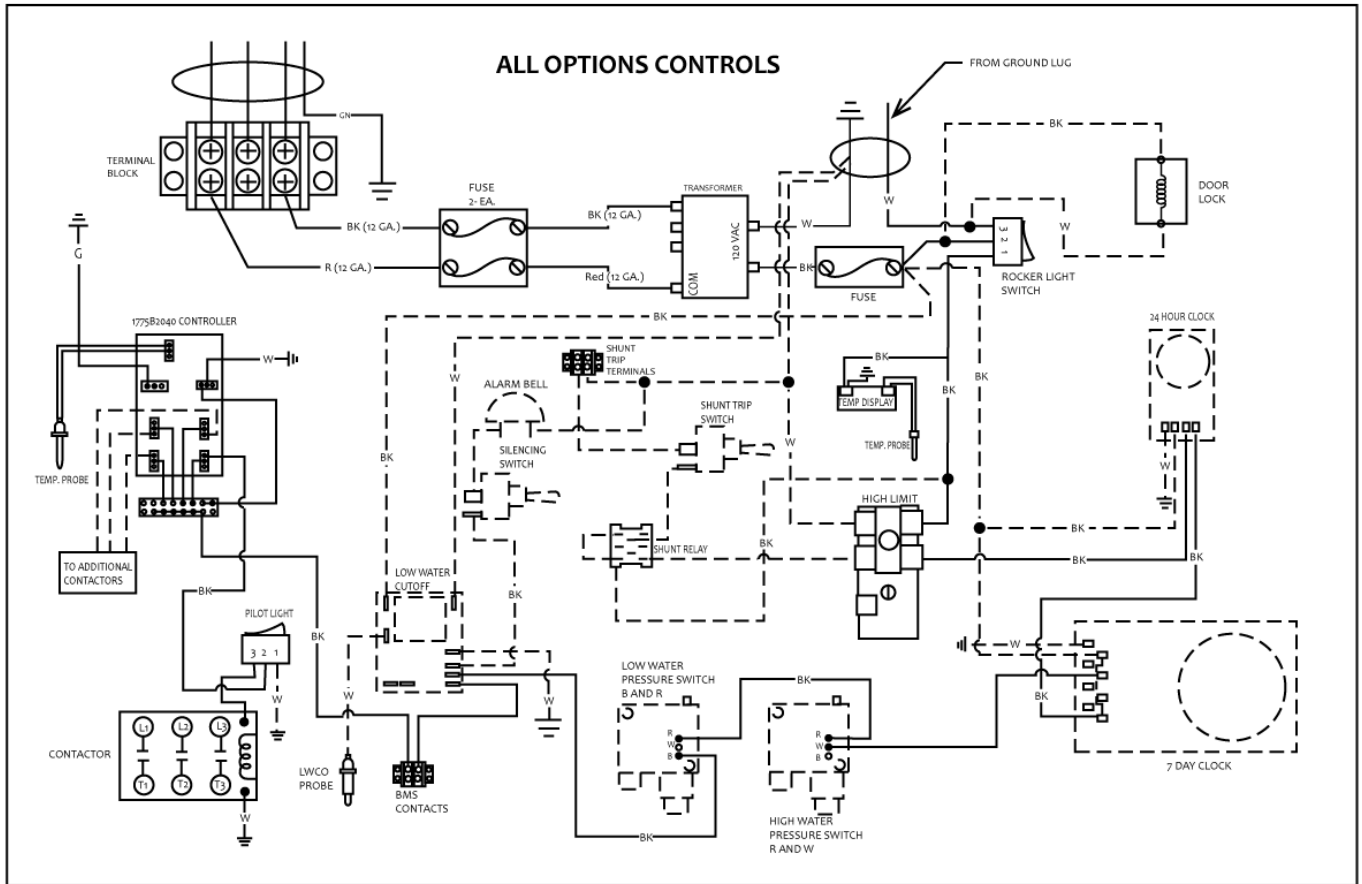 ALL OPTIONS CONTROLS
FROM GROUND LUG
GN
BK
TERMINAL
BLOCK
FUSE
2- EA.
TRANSFORMER
DOOR
LOCK
BK (12 GA.)
BK (12 GA.)
W
W
W
3
2
1
120 VAC
G
R (12 GA.)
Red (12 GA.)
COM
BK
FUSE
ROCKER LIGHT
SWITCH
1775B2040 CONTROLLER
BK
24 HOUR CLOCK
W
SHUNT
TRIP
TERMINALS
BK
W
ALARM BELL
BK
BK
TEMP DISPLAY
SHUNT TRIP
SWITCH
W
TEMP. PROBE
SILENCING
SWITCH
BK
TEMP. PROBE
W
HIGH LIMIT
BK
SHUNT RELAY
BK
BK
BK
TO ADDITIONAL
CONTACTORS
LOW WATER
CUTOFF
BK
BK
PILOT LIGHT
BK
3 2 1
W
LOW WATER
PRESSURE SWITCH
B AND R
BK
BK
W
W
W
R
W
B
R
W
B
L1
L2
L3
CONTACTOR
T1
T2
T3
LWCO
PROBE
BMS
CONTACTS
7 DAY CLOCK
W
HIGH WATER
PRESSURE SWITCH
R AND W
BK